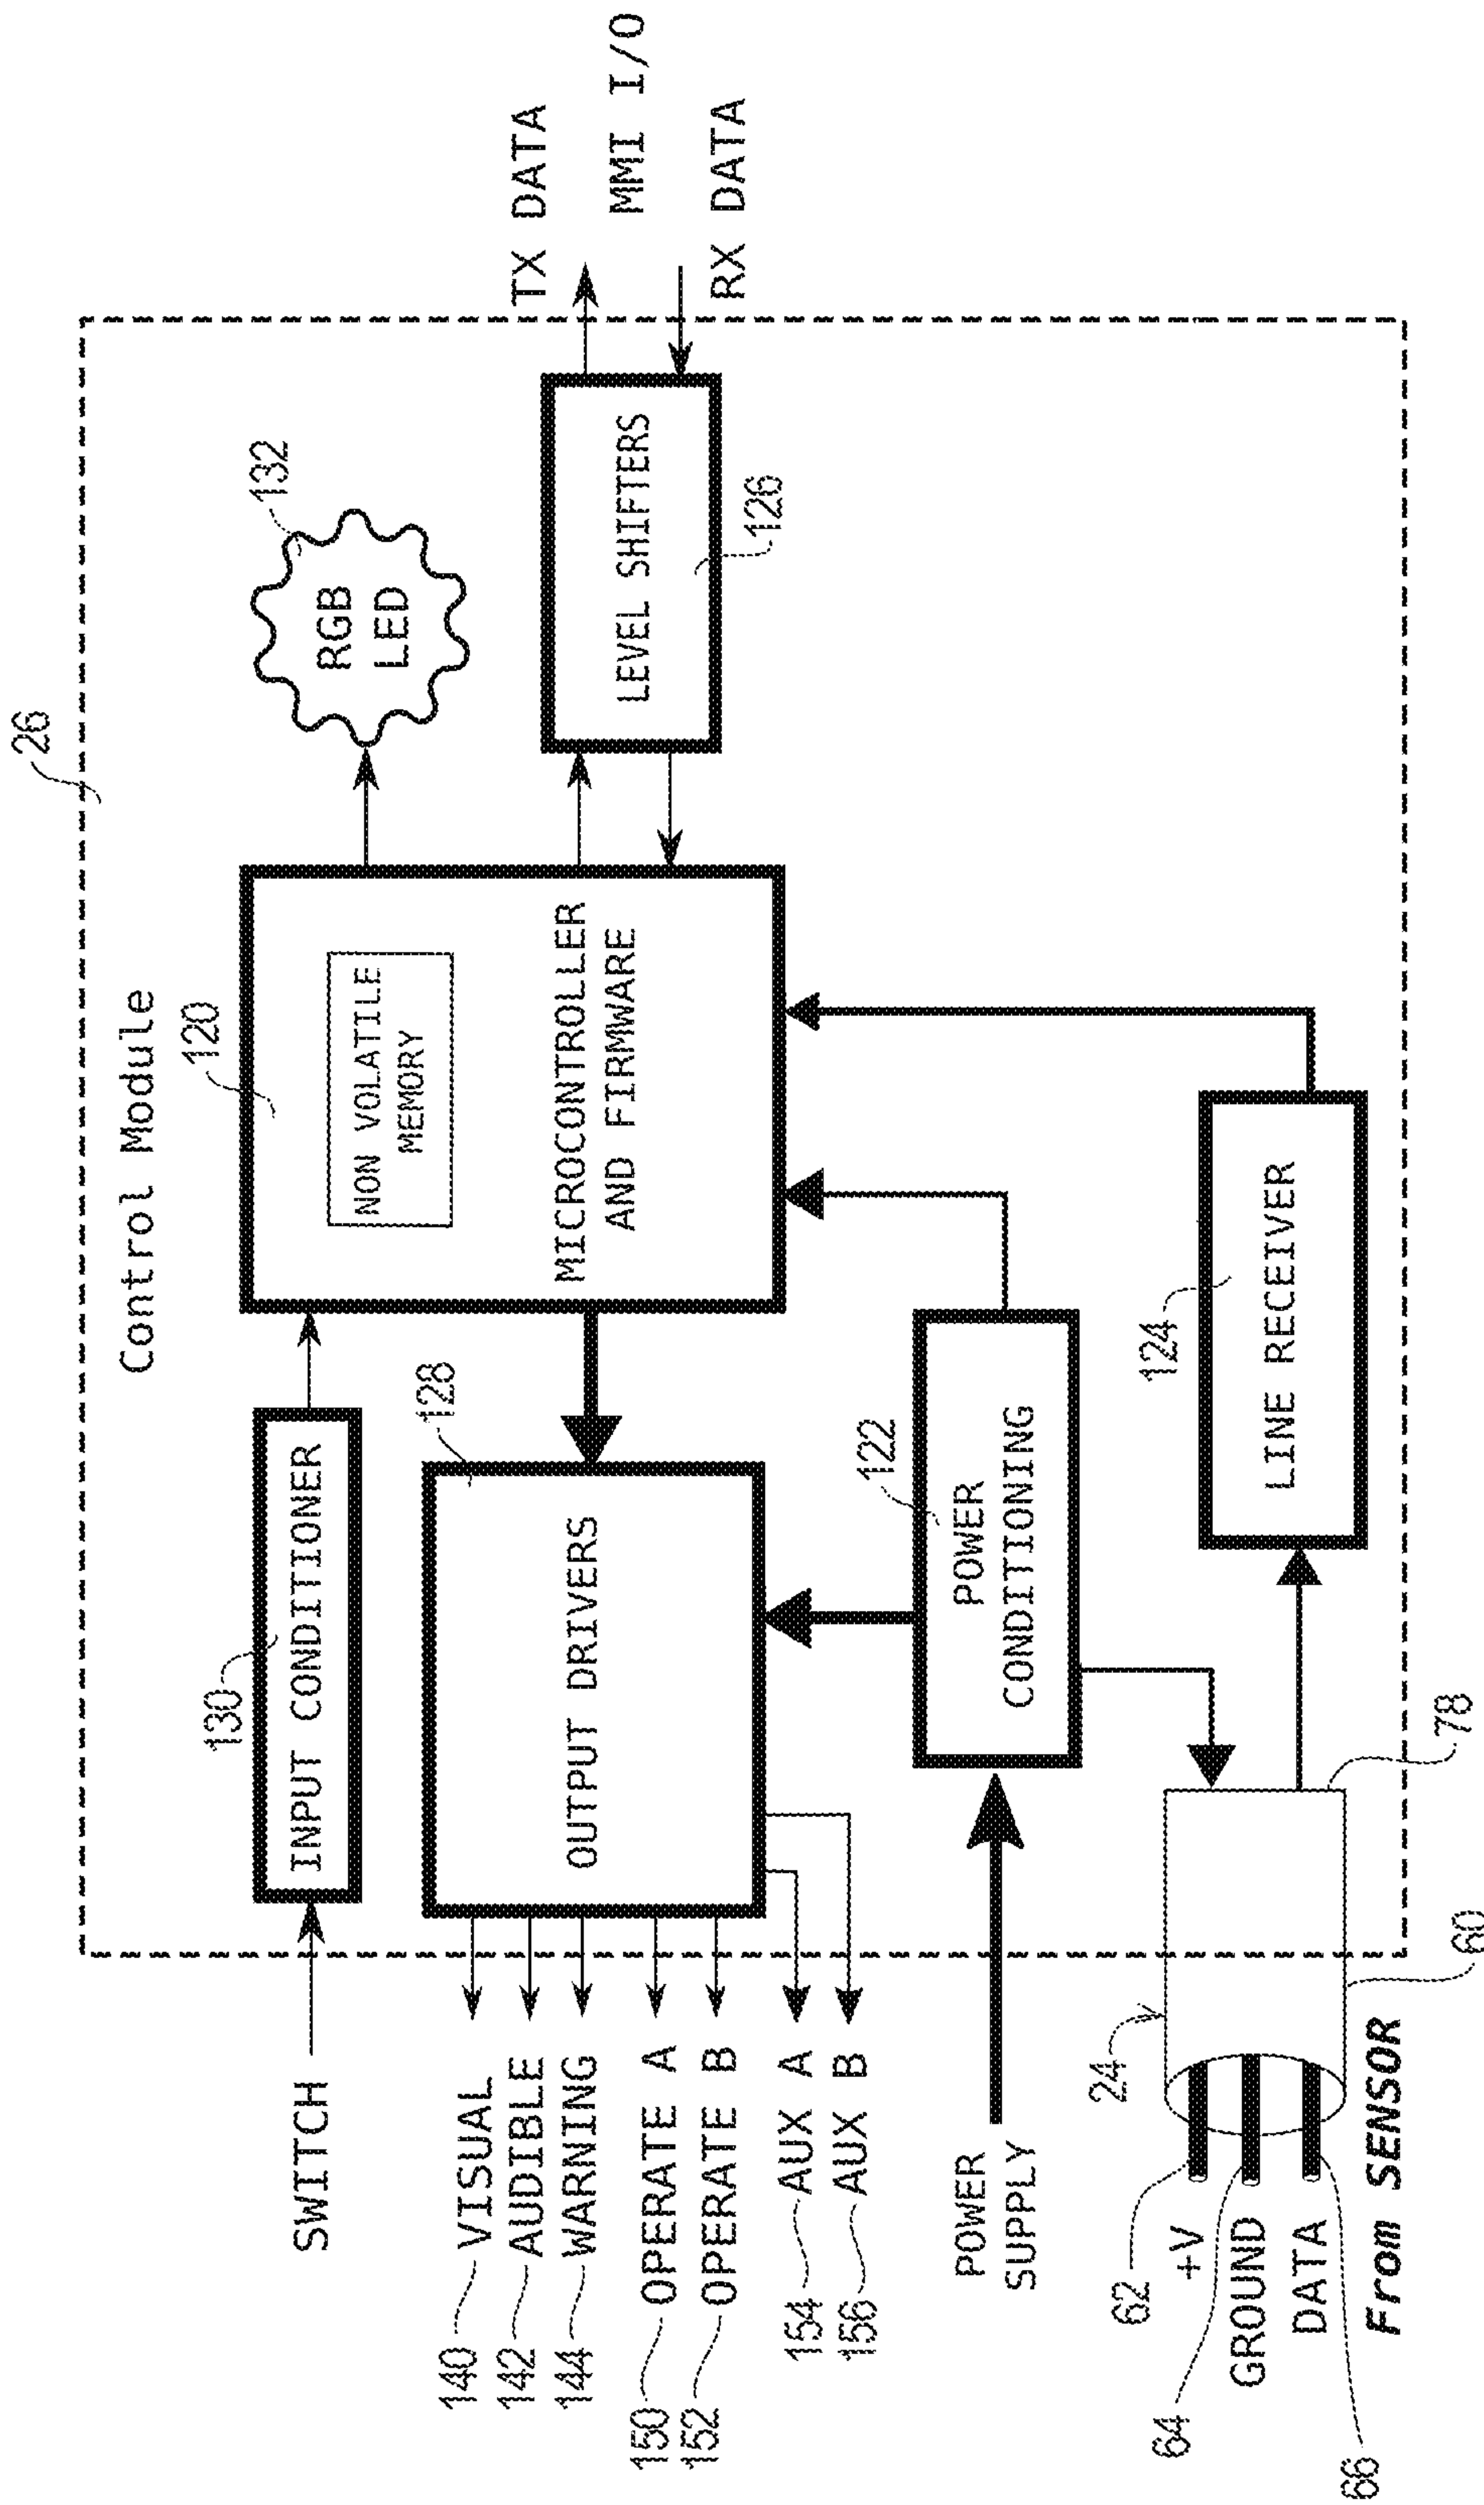 26
Control Module
130
INPUT CONDITIONER
SWITCH
120
NON VOLATILE
MEMORY
MICROCONTROLLER
AND FIRMWARE
132
RGB
LED
TX DATA
MMI I/O
RX DATA
LEVEL SHIFTERS
126
128
OUTPUT DRIVERS
140 VISUAL
142 AUDIBLE
144 WARNING
150 OPERATE A
152 OPERATE B
154 AUX A
156 AUX B
122
POWER
CONDITIONING
POWER
SUPPLY
124
LINE RECEIVER
24
62
+V
64
GROUND
DATA
66
From SENSOR
60
78